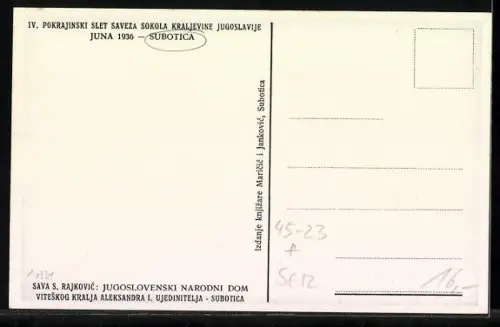 IV. POKRAJINSKI SLET SAVEZA SOKOLA KRALJEVINE JUGOSLAVIJE
JUNA 1936 — SUBOTICA
Izdanje knjižare Maričić i Janković, Subotica
45-23
+
SER
16,-
SAVA S. RAJKOVIĆ: JUGOSLOVENSKI NARODNI DOM
VITEŠKOG KRALJA ALEKSANDRA I. UJEDINITELJA - SUBOTICA